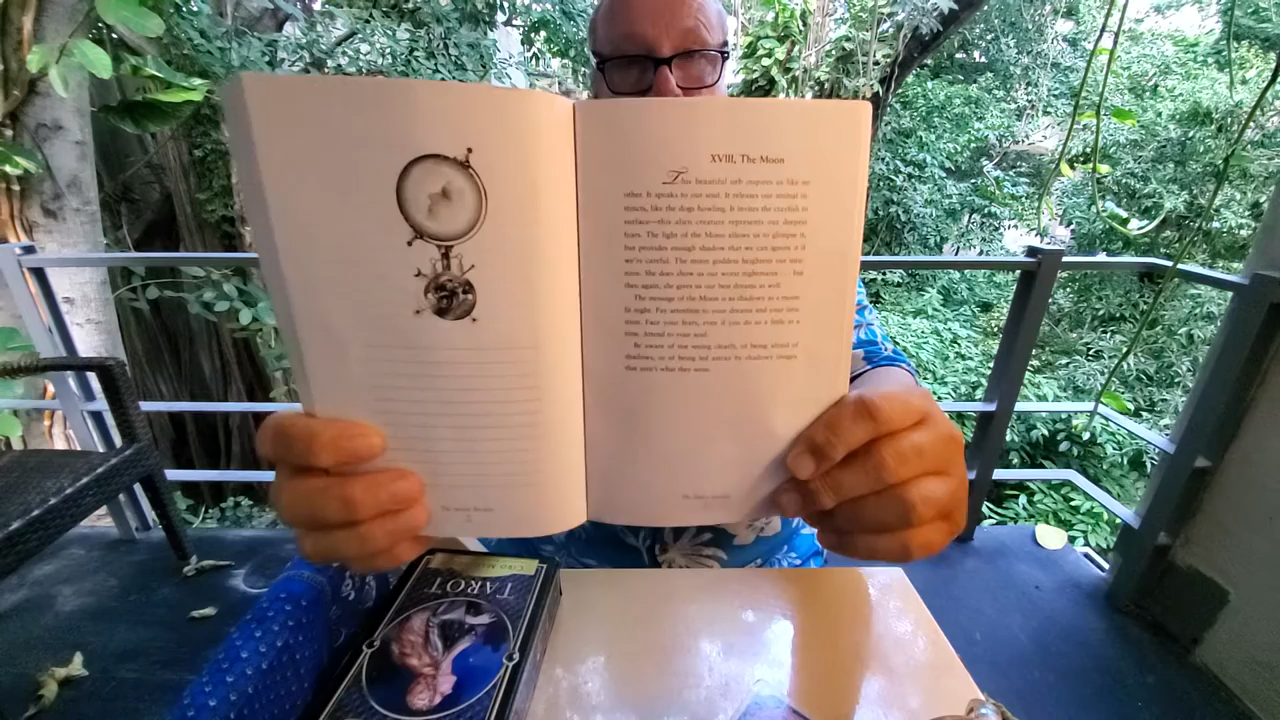 XVIII, The Moon
This beautiful orb inspires us like no
other. It speaks to our soul. It releases our animal in
stincts, like the dogs howling. It invites the crayfish to
surface—this alien creature represents our deepest
fears. The light of the Moon allows us to glimpse it,
but provides enough shadow that we can ignore it if
we're careful. The moon goddess heightens our intu-
ition. She does show us our worst nightmares . . . but
then again, she gives us our best dreams as well.
The message of the Moon is as shadowy as a moon
lit night. Pay attention to your dreams and your intu
ition. Face your fears, even if you do so a little at a
time. Attend to your soul.
Be aware of not seeing clearly, of being afraid of
shadows, or of being led astray by shadowy images
that aren't what they seem.
The Major Arcana
The Major Arcana
TAROT